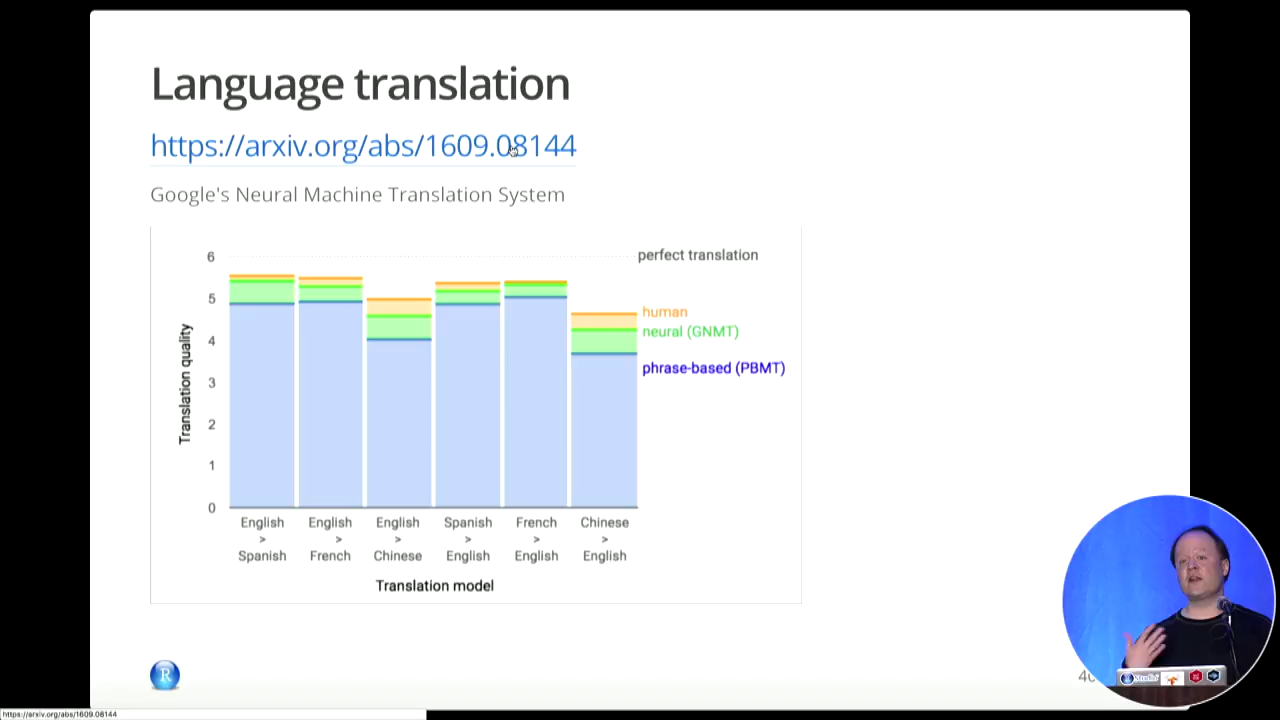 Language translation
https://arxiv.org/abs/1609.08144
Google's Neural Machine Translation System
6
5
4
3
2
1
0
Translation quality
perfect translation
human
neural (GNMT)
phrase-based (PBMT)
English > Spanish
English > French
English > Chinese
Spanish > English
French > English
Chinese > English
Translation model
R
https://arxiv.org/abs/1609.08144